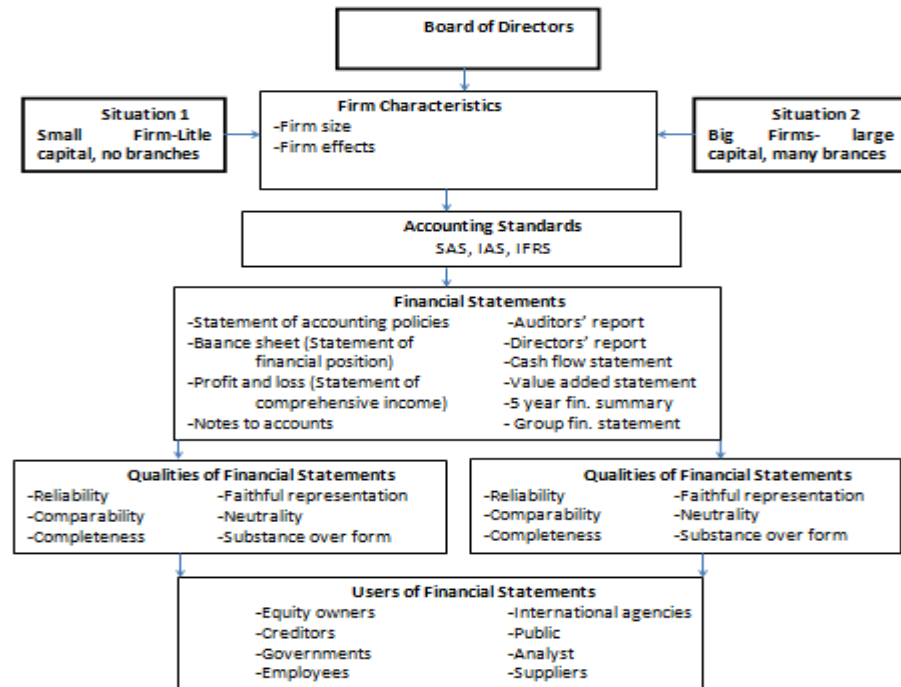 Board of Directors
Situation 1
Small Firm-Litle
capital, no branches
Firm Characteristics
-Firm size
-Firm effects
Situation 2
Big Firms- large
capital, many brances
Accounting Standards
SAS, IAS, IFRS
Financial Statements
-Statement of accounting policies
-Baance sheet (Statement of
financial position)
-Profit and loss (Statement of
comprehensive income)
-Notes to accounts
-Auditors' report
-Directors' report
-Cash flow statement
-Value added statement
-5 year fin. summary
- Group fin. statement
Qualities of Financial Statements
-Reliability
-Comparability
-Completeness
-Faithful representation
-Neutrality
-Substance over form
Qualities of Financial Statements
-Reliability
-Comparability
-Completeness
-Faithful representation
-Neutrality
-Substance over form
Users of Financial Statements
-Equity owners
-Creditors
-Governments
-Employees
-International agencies
-Public
-Analyst
-Suppliers